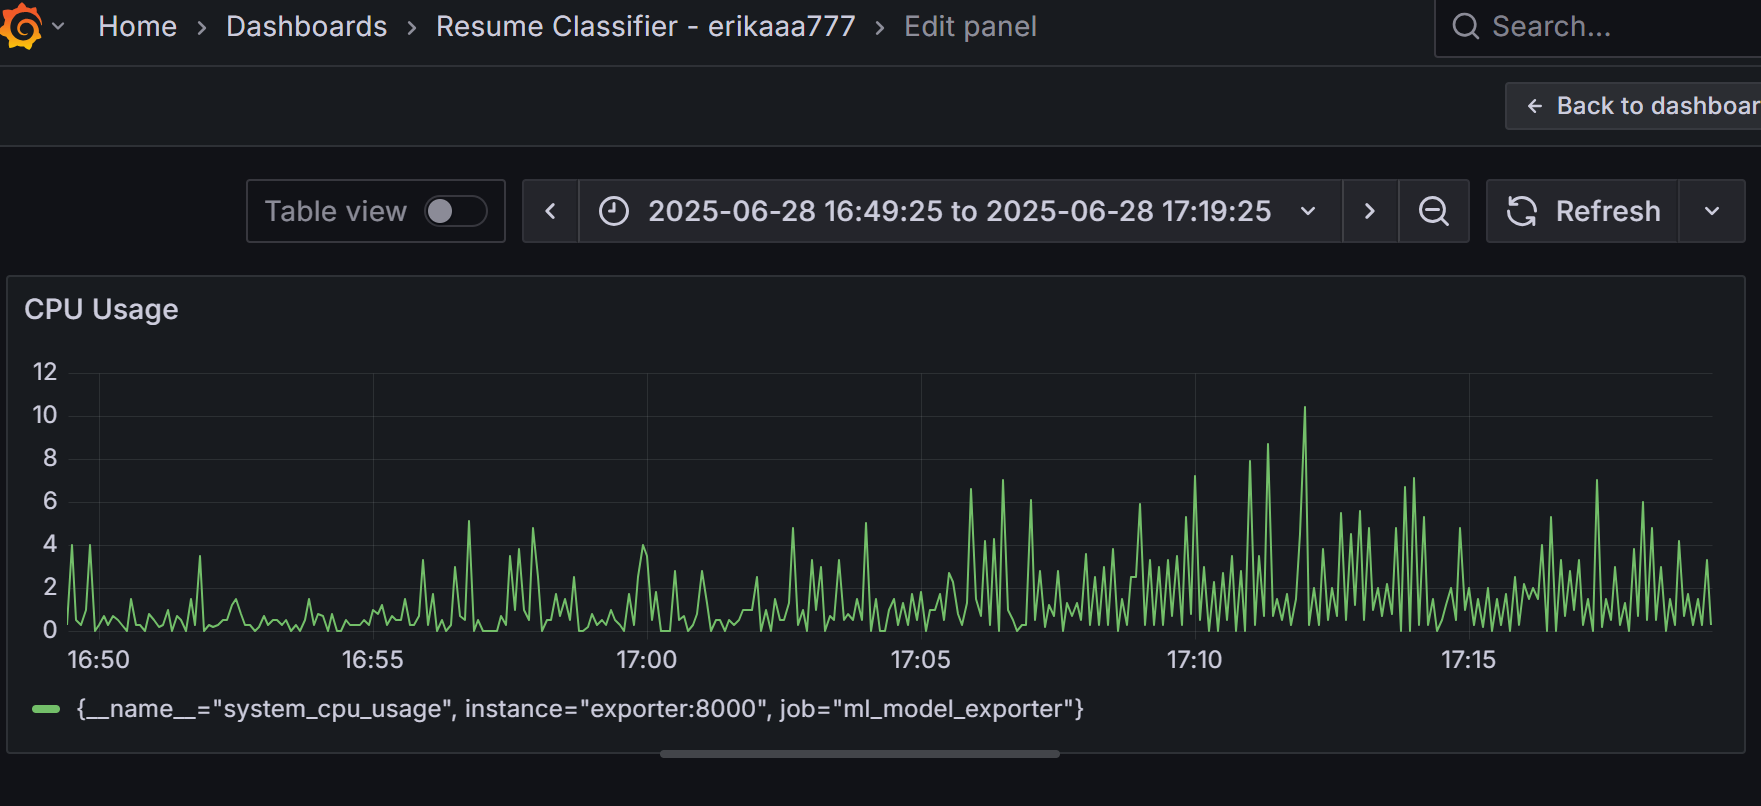 Home › Dashboards › Resume Classifier - erikaaa777 › Edit panel
Search...
← Back to dashboar
Table view
2025-06-28 16:49:25 to 2025-06-28 17:19:25
Refresh
CPU Usage
12
10
8
6
4
2
0
16:50 16:55 17:00 17:05 17:10 17:15
{__name__="system_cpu_usage", instance="exporter:8000", job="ml_model_exporter"}